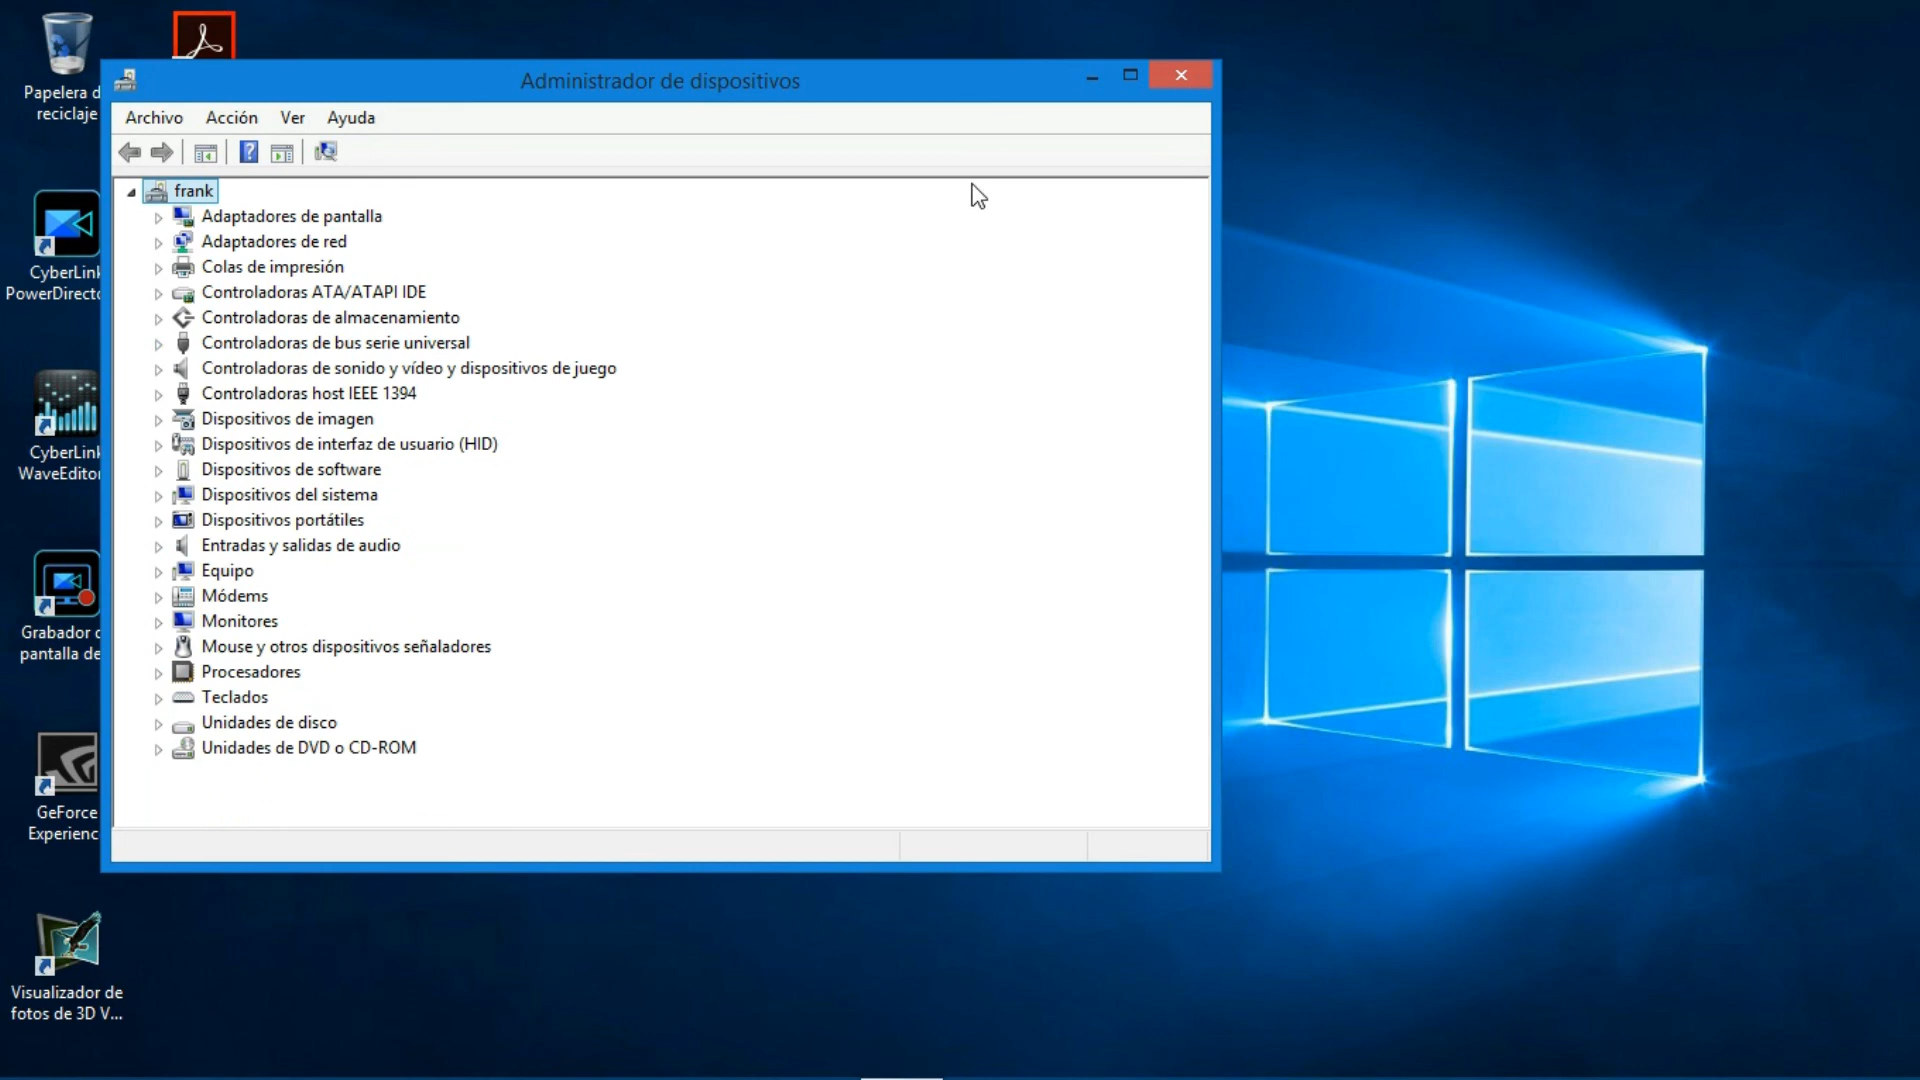 Papelera d
reciclaje
CyberLink
PowerDirecto
CyberLink
WaveEditor
Grabador d
pantalla de
GeForce
Experienc
Visualizador de
fotos de 3D V...
Administrador de dispositivos
Archivo Acción Ver Ayuda
frank
Adaptadores de pantalla
Adaptadores de red
Colas de impresión
Controladoras ATA/ATAPI IDE
Controladoras de almacenamiento
Controladoras de bus serie universal
Controladoras de sonido y vídeo y dispositivos de juego
Controladoras host IEEE 1394
Dispositivos de imagen
Dispositivos de interfaz de usuario (HID)
Dispositivos de software
Dispositivos del sistema
Dispositivos portátiles
Entradas y salidas de audio
Equipo
Módems
Monitores
Mouse y otros dispositivos señaladores
Procesadores
Teclados
Unidades de disco
Unidades de DVD o CD-ROM